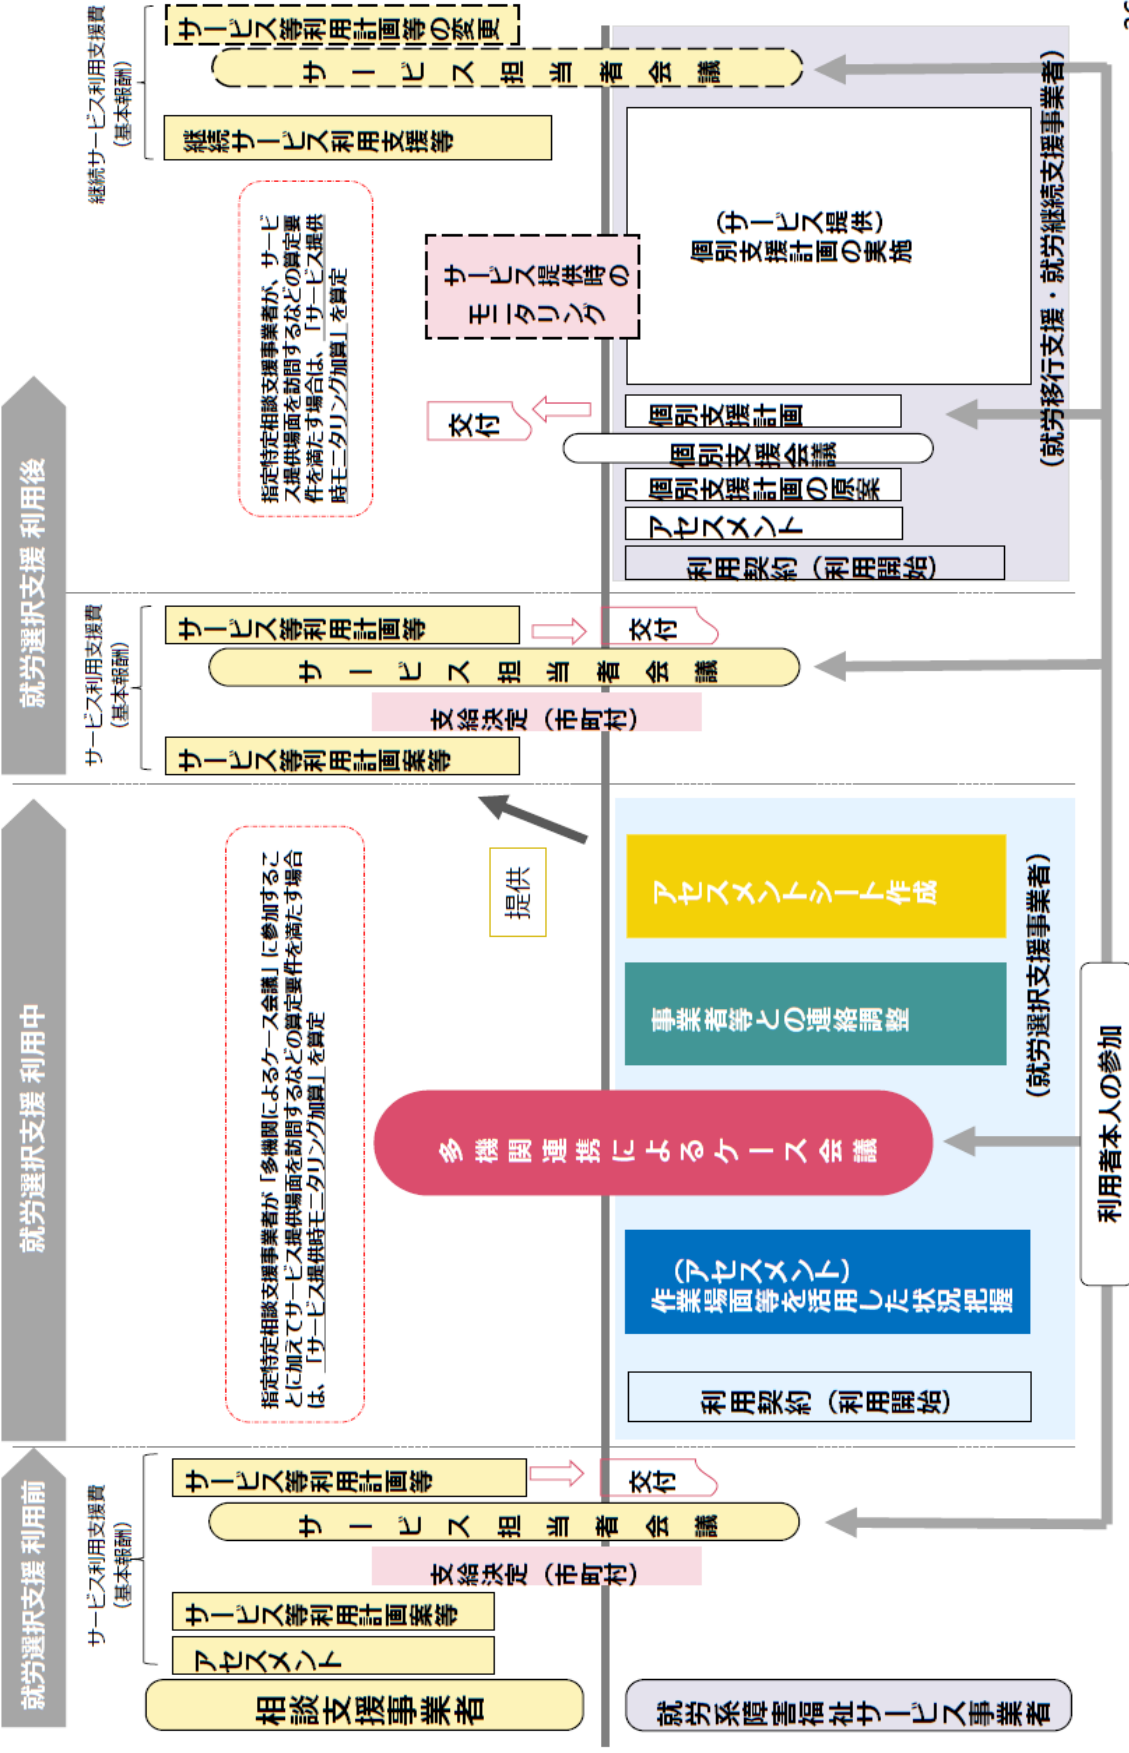 就労選択支援 利用前
就労選択支援 利用中
就労選択支援 利用後
サービス利用支援費
（基本報酬）
サービス利用支援費
（基本報酬）
継続サービス利用支援費
（基本報酬）
相談支援事業者
アセスメント
サービス等利用計画案等
支給決定（市町村）
サービス担当者会議
サービス等利用計画等
交付
指定特定相談支援事業者が「多機関によるケース会議」に参加するこ
とに加えてサービス提供場面を訪問するなどの算定要件を満たす場合
は、「サービス提供時モニタリング加算」を算定
提供
サービス等利用計画案等
支給決定（市町村）
サービス担当者会議
サービス等利用計画等
交付
指定特定相談支援事業者が、サービ
ス提供場面を訪問するなどの算定要
件を満たす場合は、「サービス提供
時モニタリング加算」を算定
交付
サービス提供時の
モニタリング
継続サービス利用支援等
サービス担当者会議
サービス等利用計画等の変更
就労系障害福祉サービス事業者
利用契約（利用開始）
（アセスメント）
作業場面等を活用した状況把握
多機関連携によるケース会議
事業者等との連絡調整
アセスメントシート作成
（就労選択支援事業者）
利用契約（利用開始）
アセスメント
個別支援計画の原案
個別支援会議
個別支援計画
（サービス提供）
個別支援計画の実施
（就労移行支援・就労継続支援事業者）
利用者本人の参加